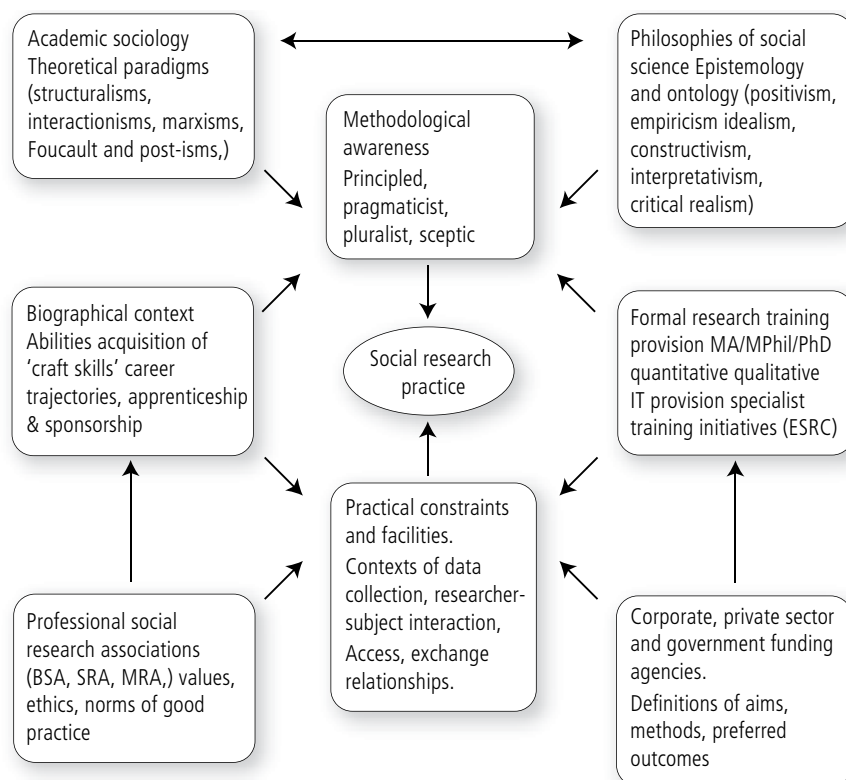 Academic sociology
Theoretical paradigms
(structuralisms,
interactionisms, marxisms,
Foucault and post-isms,)
Philosophies of social
science Epistemology
and ontology (positivism,
empiricism idealism,
constructivism,
interpretativism,
critical realism)
Methodological
awareness
Principled,
pragmaticist,
pluralist, sceptic
Biographical context
Abilities acquisition of
‘craft skills’ career
trajectories, apprenticeship
& sponsorship
Social research
practice
Formal research training
provision MA/MPhil/PhD
quantitative qualitative
IT provision specialist
training initiatives (ESRC)
Practical constraints
and facilities.
Contexts of data
collection, researcher-
subject interaction,
Access, exchange
relationships.
Professional social
research associations
(BSA, SRA, MRA,) values,
ethics, norms of good
practice
Corporate, private sector
and government funding
agencies.
Definitions of aims,
methods, preferred
outcomes